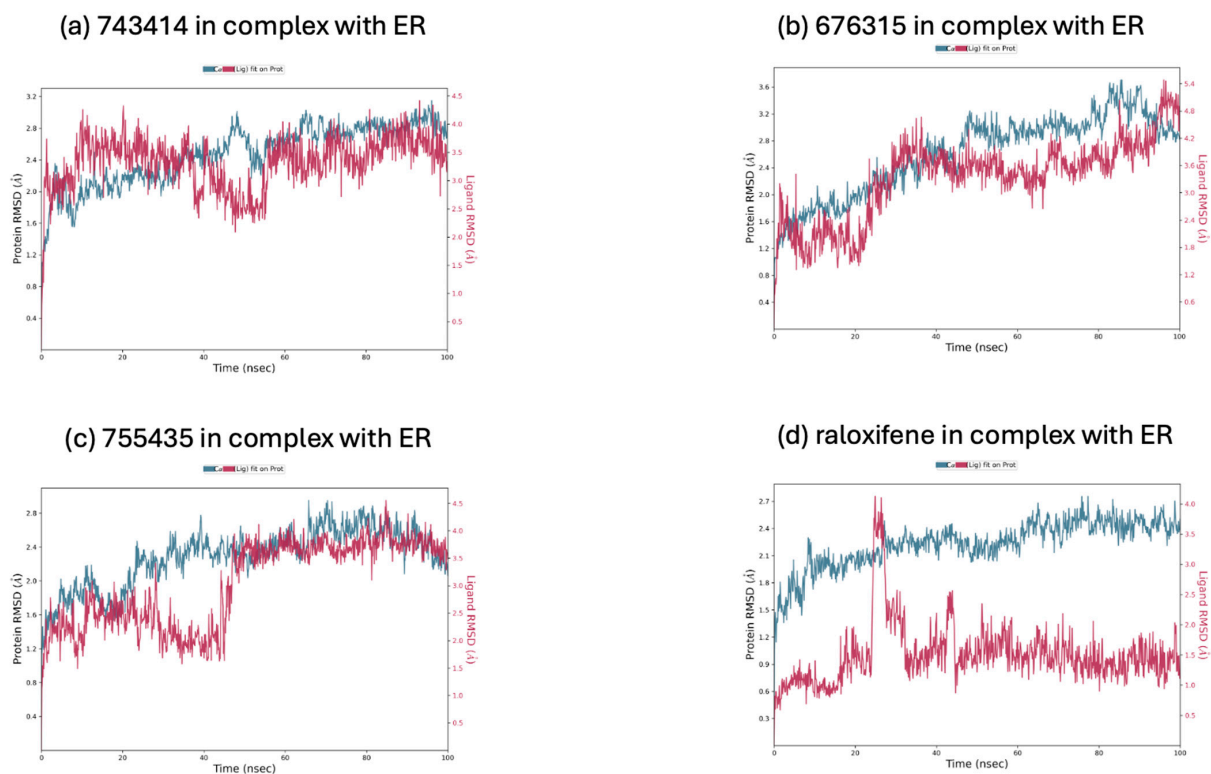 (a) 743414 in complex with ER
Cα (Lig) fit on Prot
Protein RMSD (Å)
3.2
2.8
2.4
2.0
1.6
1.2
0.8
0.4
4.5
4.0
3.5
3.0
2.5
2.0
1.5
1.0
0.5
Ligand RMSD (Å)
0 20 40 60 80 100
Time (nsec)
(b) 676315 in complex with ER
Cα (Lig) fit on Prot
Protein RMSD (Å)
3.6
3.2
2.8
2.4
2.0
1.6
1.2
0.8
0.4
5.4
4.8
4.2
3.6
3.0
2.4
1.8
1.2
0.6
Ligand RMSD (Å)
0 20 40 60 80 100
Time (nsec)
(c) 755435 in complex with ER
Cα (Lig) fit on Prot
Protein RMSD (Å)
2.8
2.4
2.0
1.6
1.2
0.8
0.4
4.5
4.0
3.5
3.0
2.5
2.0
1.5
1.0
0.5
Ligand RMSD (Å)
0 20 40 60 80 100
Time (nsec)
(d) raloxifene in complex with ER
Cα (Lig) fit on Prot
Protein RMSD (Å)
2.7
2.4
2.1
1.8
1.5
1.2
0.9
0.6
0.3
4.0
3.5
3.0
2.5
2.0
1.5
1.0
0.5
Ligand RMSD (Å)
0 20 40 60 80 100
Time (nsec)